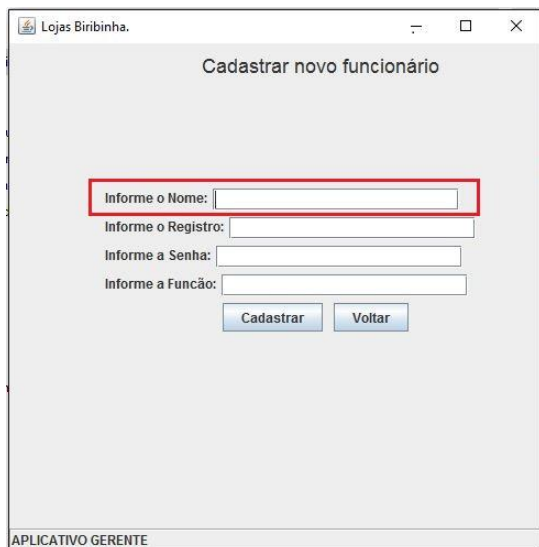 Lojas Biribinha.
Cadastrar novo funcionário
Informe o Nome:
Informe o Registro:
Informe a Senha:
Informe a Funcão:
Cadastrar Voltar
APLICATIVO GERENTE